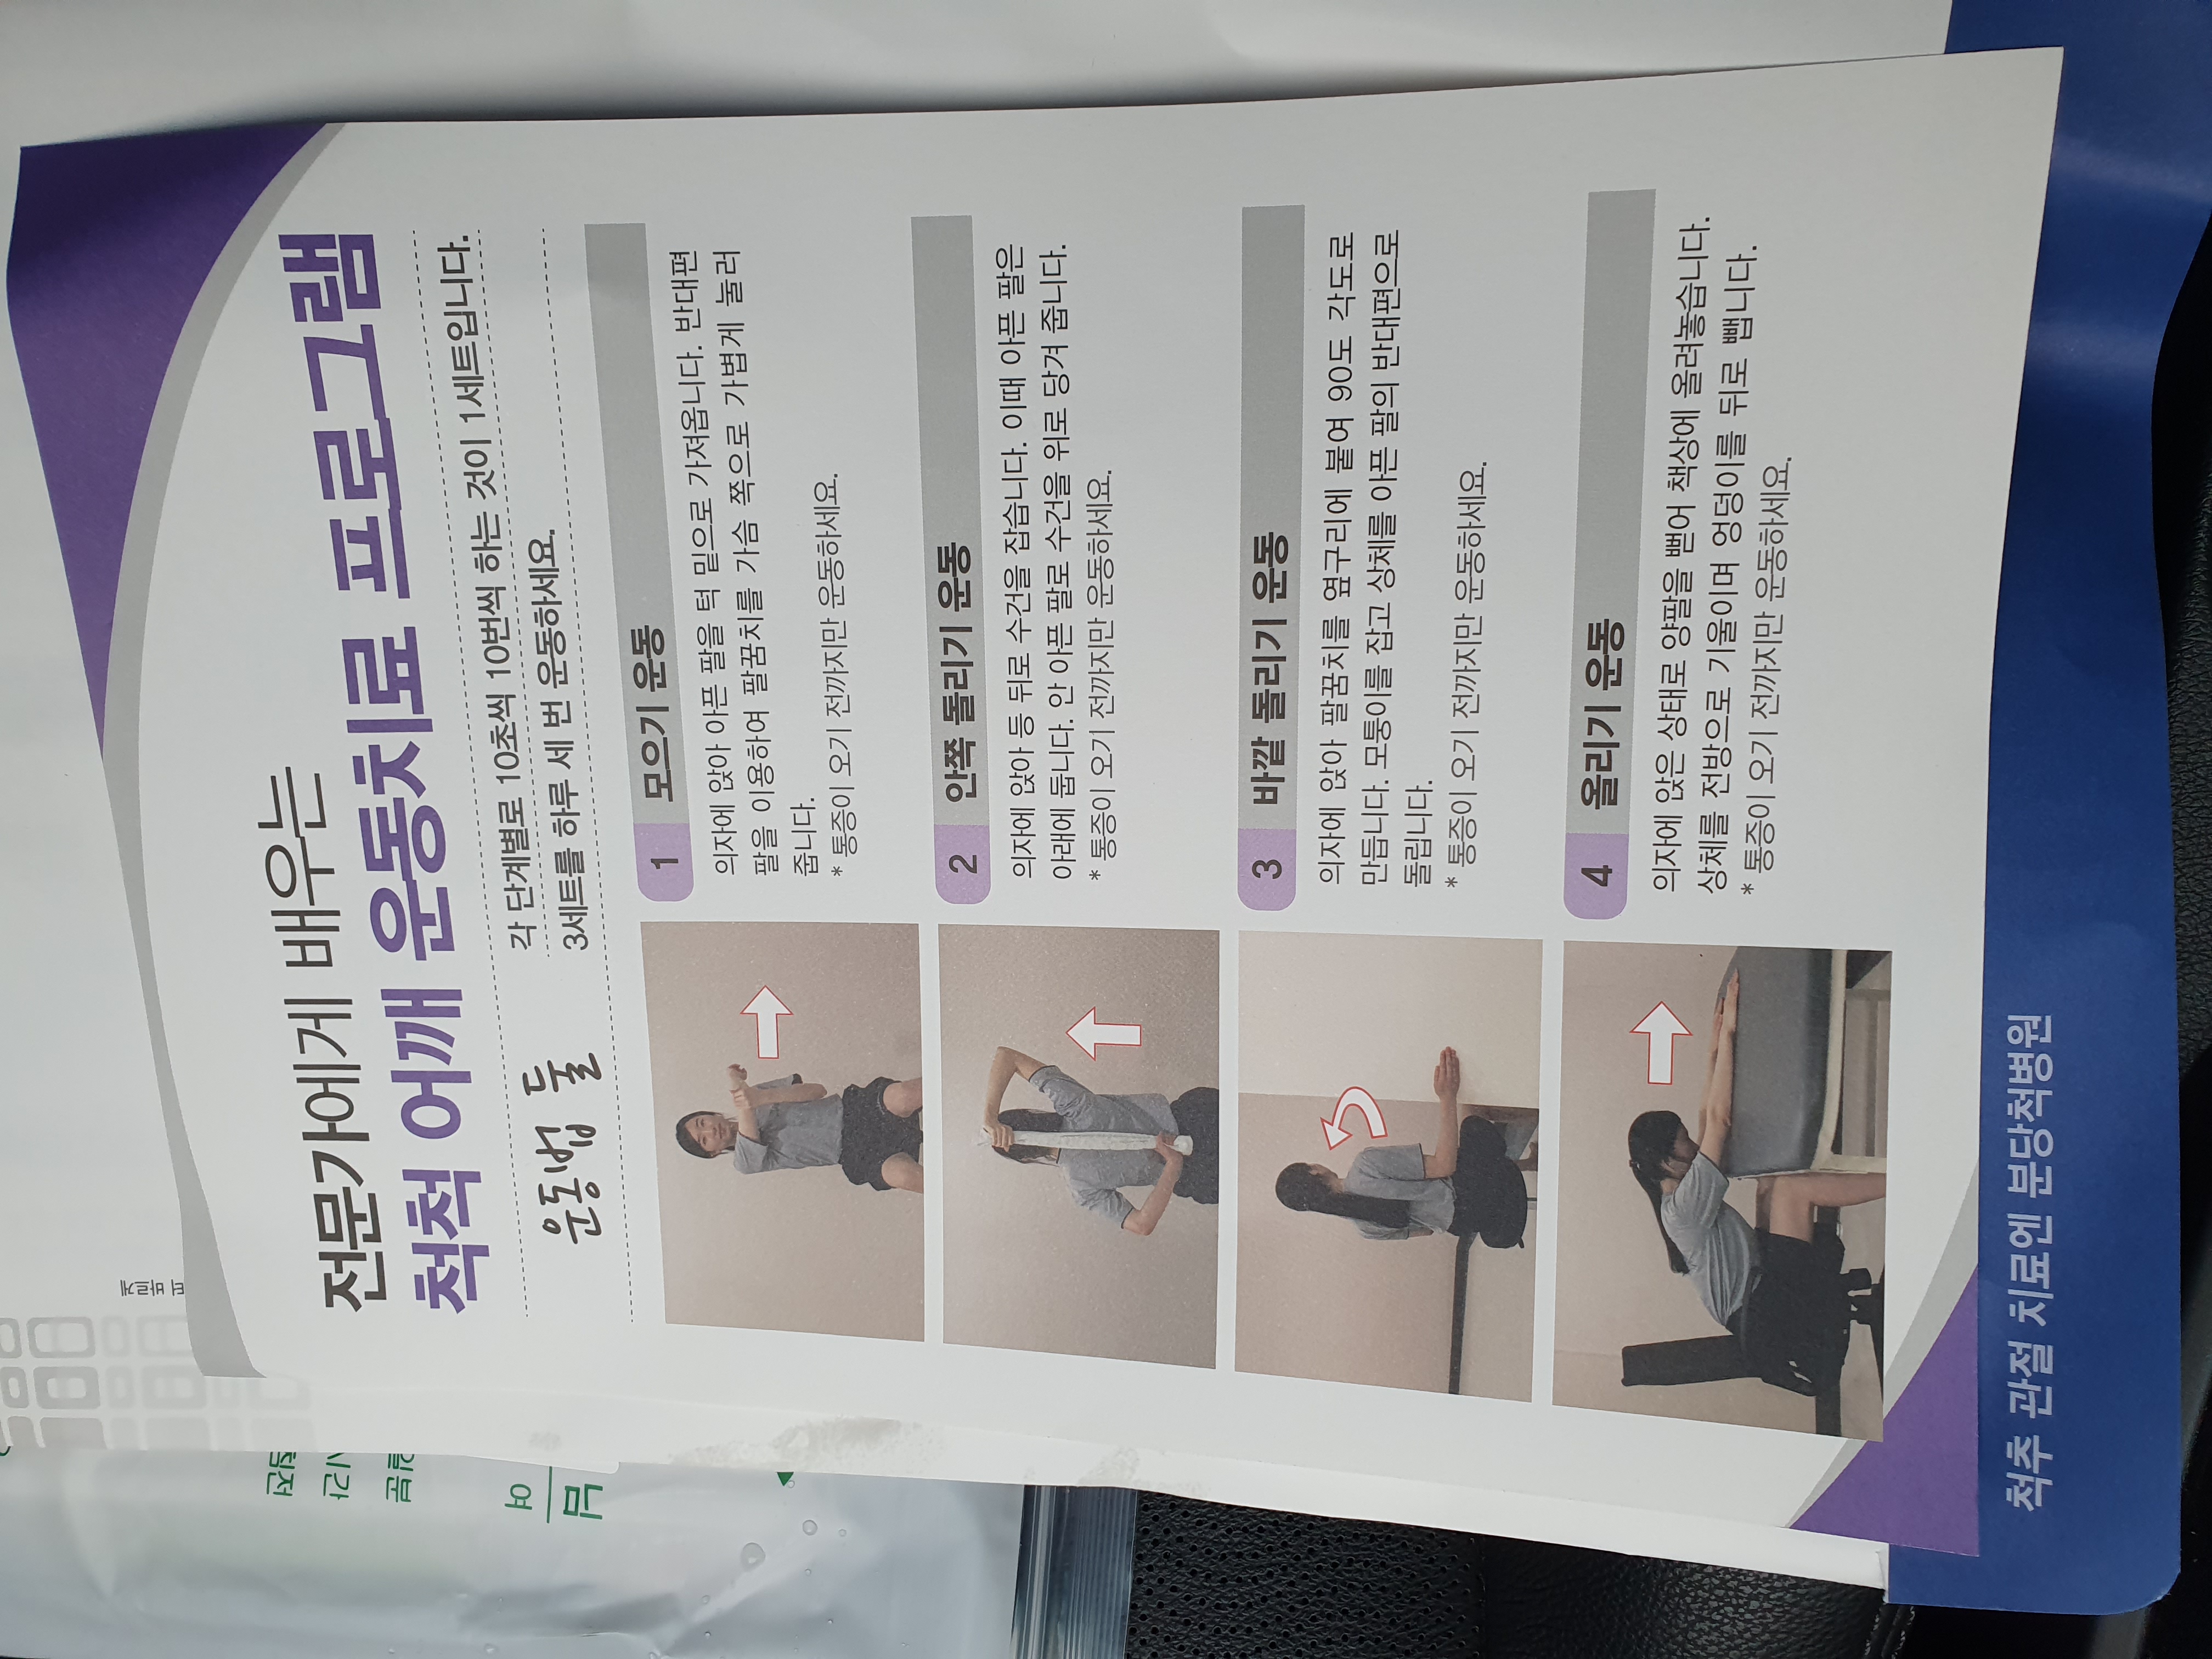 터 바르게
여
님
전문가에게 배우는
척척 어깨 운동치료 프로그램
운동법 둘
각 단계별로 10초씩 10번씩 하는 것이 1세트입니다.
3세트를 하루 세 번 운동하세요.
1 모으기 운동
의자에 앉아 아픈 팔을 턱 밑으로 가져옵니다. 반대편
팔을 이용하여 팔꿈치를 가슴 쪽으로 가볍게 눌러
줍니다.
* 통증이 오기 전까지만 운동하세요.
2 안쪽 돌리기 운동
의자에 앉아 등 뒤로 수건을 잡습니다. 이때 아픈 팔은
아래에 둡니다. 안 아픈 팔로 수건을 위로 당겨 줍니다.
* 통증이 오기 전까지만 운동하세요.
3 바깥 돌리기 운동
의자에 앉아 팔꿈치를 옆구리에 붙여 90도 각도로
만듭니다. 모퉁이를 잡고 상체를 아픈 팔의 반대편으로
돌립니다.
* 통증이 오기 전까지만 운동하세요.
4 올리기 운동
의자에 앉은 상태로 양팔을 뻗어 책상에 올려놓습니다.
상체를 전방으로 기울이며 엉덩이를 뒤로 뺍니다.
* 통증이 오기 전까지만 운동하세요.
척추 관절 치료엔 분당척병원